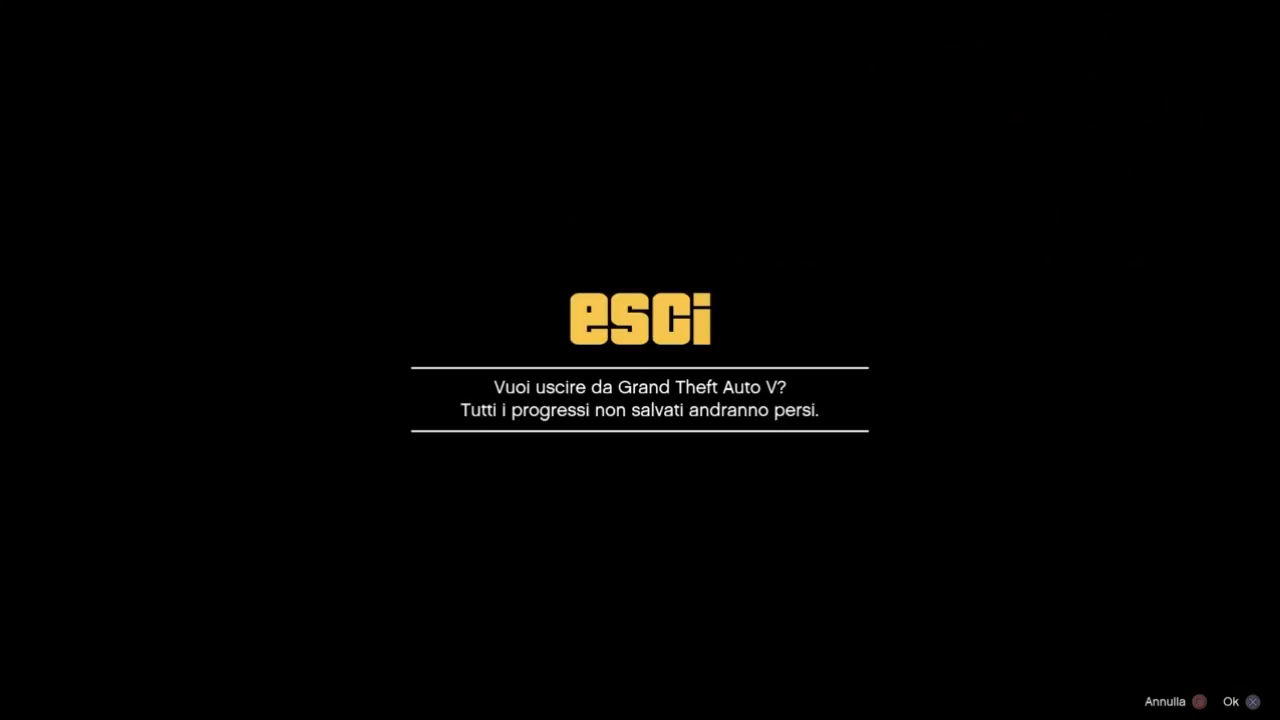 esci
Vuoi uscire da Grand Theft Auto V?
Tutti i progressi non salvati andranno persi.
Annulla Ok